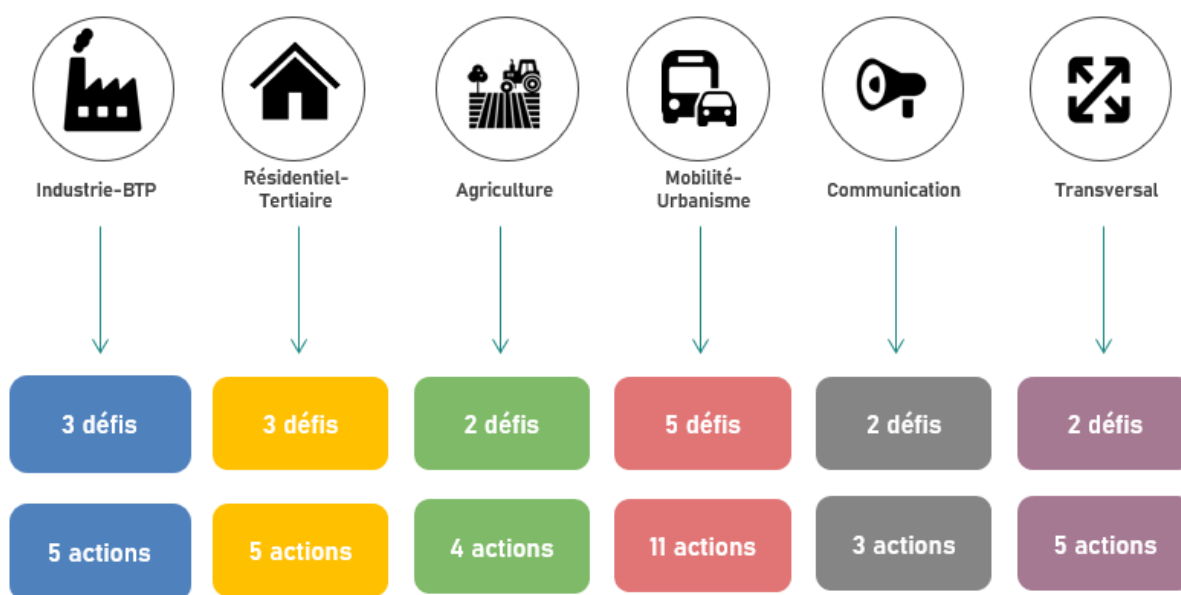 Industrie-BTP
Résidentiel-
Tertiaire
Agriculture
Mobilité-
Urbanisme
Communication
Transversal
3 défis
3 défis
2 défis
5 défis
2 défis
2 défis
5 actions
5 actions
4 actions
11 actions
3 actions
5 actions